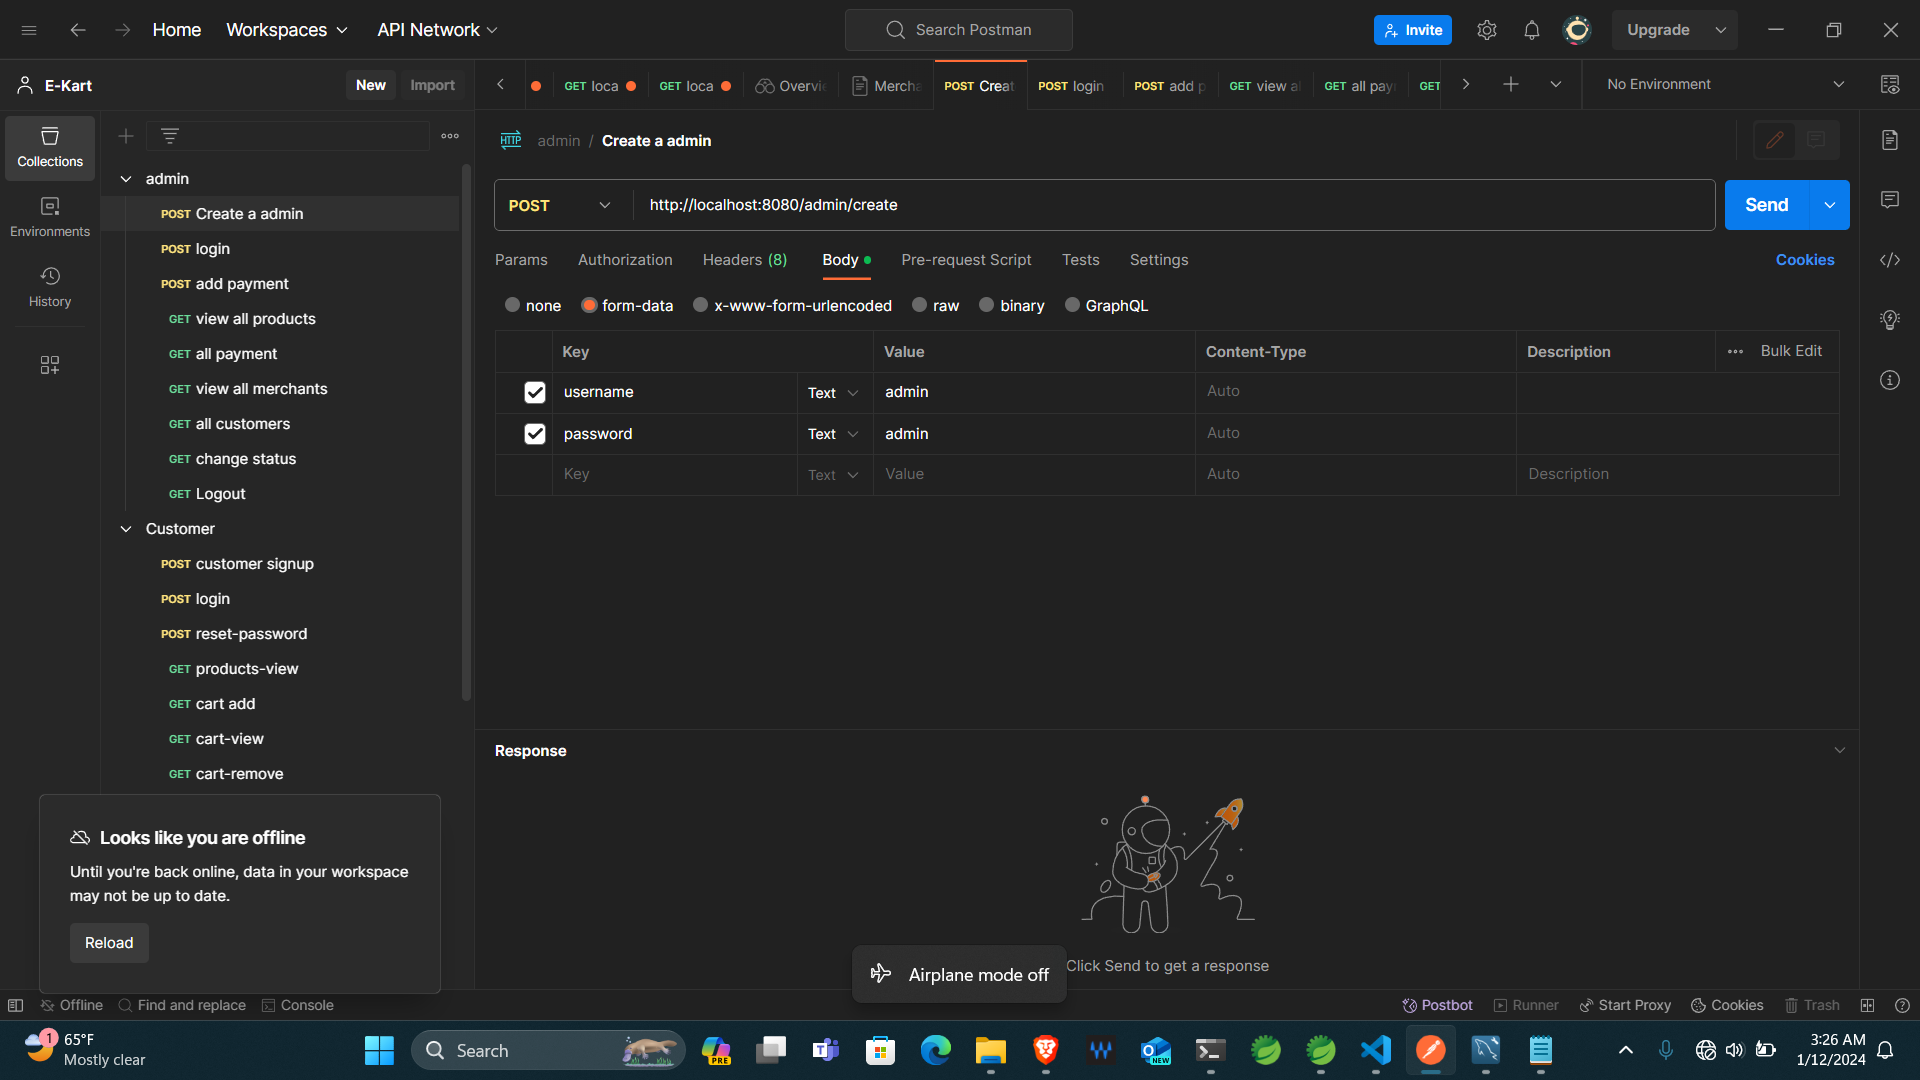 Home
Workspaces
API Network
Search Postman
Invite
Upgrade
E-Kart
New
Import
GET loca
GET loca
Overvie
Mercha
POST Creat
POST login
POST add p
GET view al
GET all pay
GET
No Environment
Collections
Environments
History
admin
POST Create a admin
POST login
POST add payment
GET view all products
GET all payment
GET view all merchants
GET all customers
GET change status
GET Logout
Customer
POST customer signup
POST login
POST reset-password
GET products-view
GET cart add
GET cart-view
GET cart-remove
HTTP admin / Create a admin
POST http://localhost:8080/admin/create
Send
Params Authorization Headers (8) Body Pre-request Script Tests Settings
Cookies
none form-data x-www-form-urlencoded raw binary GraphQL
Key Value Content-Type Description Bulk Edit
username Text admin Auto
password Text admin Auto
Key Text Value Auto Description
Response
Click Send to get a response
Looks like you are offline
Until you're back online, data in your workspace
may not be up to date.
Reload
Airplane mode off
Offline Find and replace Console
Postbot Runner Start Proxy Cookies Trash
1
65°F
Mostly clear
Search
PRE
NEW
3:26 AM
1/12/2024